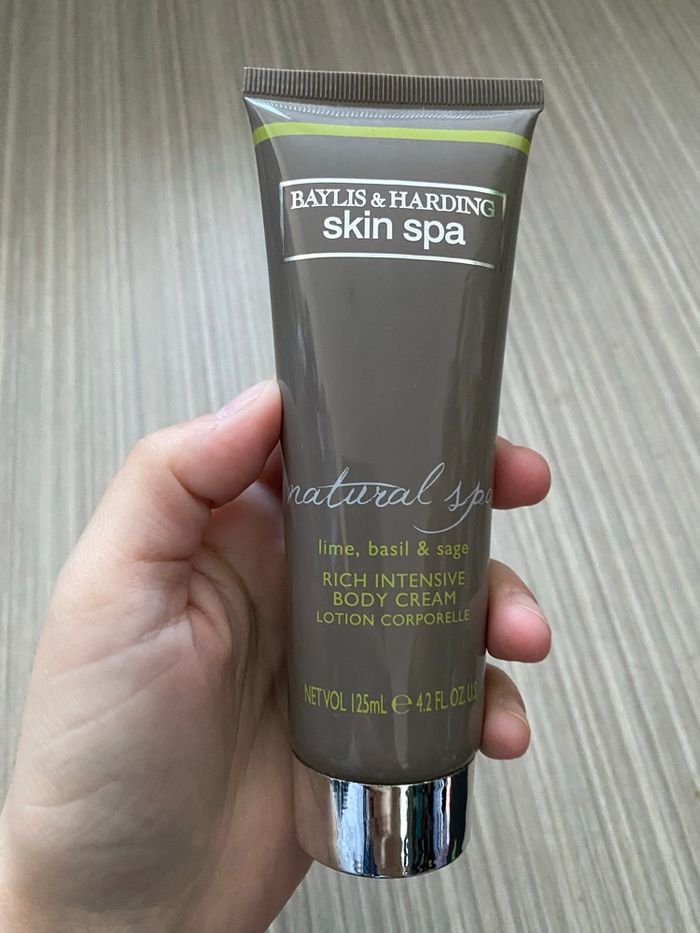 BAYLIS & HARDING
skin spa
natural spa
lime, basil & sage
RICH INTENSIVE
BODY CREAM
LOTION CORPORELLE
NET VOL 125mL ℮ 4.2 FL. OZ. U.S